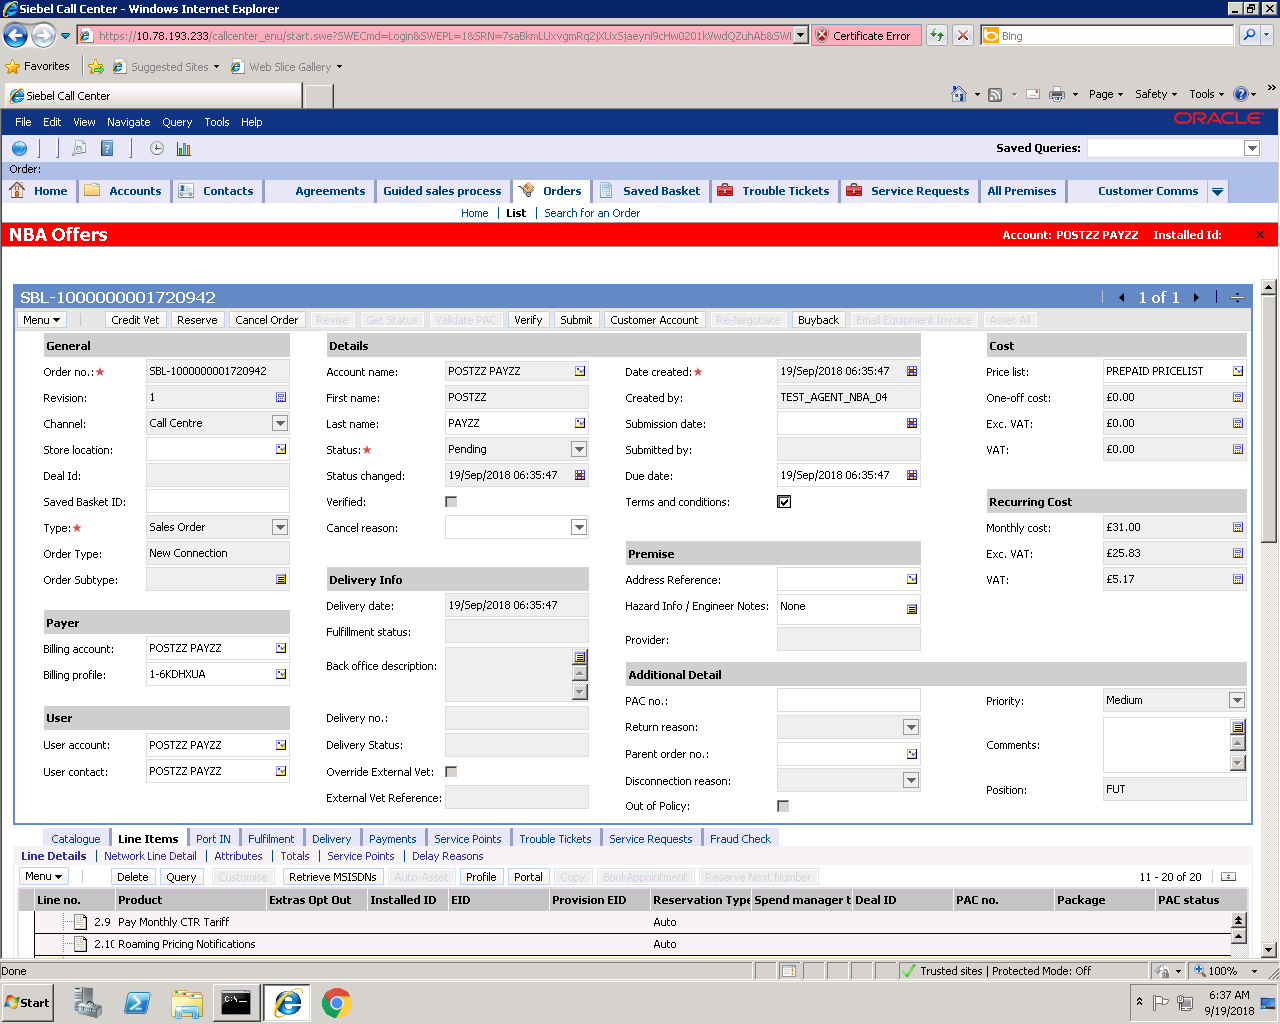 Siebel Call Center - Windows Internet Explorer
https://10.78.193.233/callcenter_enu/start.swe?SWECmd=Login&SWEPL=1&SRN=
Certificate Error
Bing
Favorites
Suggested Sites
Web Slice Gallery
Siebel Call Center
Page
Safety
Tools
File Edit View Navigate Query Tools Help
ORACLE
Saved Queries:
Order:
Home Accounts Contacts Agreements Guided sales process Orders Saved Basket Trouble Tickets Service Requests All Premises Customer Comms
Home | List | Search for an Order
NBA Offers
Account: POSTZZ PAYZZ Installed Id:
SBL-1000000001720942
1 of 1
Menu Credit Vet Reserve Cancel Order Revise Get Status Validate PAC Verify Submit Customer Account Re-Negotiate Buyback Email Equipment Invoice Asset All
General
Order no.: SBL-1000000001720942
Revision: 1
Channel: Call Centre
Store location:
Deal Id:
Saved Basket ID:
Type: Sales Order
Order Type: New Connection
Order Subtype:
Payer
Billing account: POSTZZ PAYZZ
Billing profile: 1-6KDHXUA
User
User account: POSTZZ PAYZZ
User contact: POSTZZ PAYZZ
Details
Account name: POSTZZ PAYZZ
First name: POSTZZ
Last name: PAYZZ
Status: Pending
Status changed: 19/Sep/2018 06:35:47
Verified:
Cancel reason:
Delivery Info
Delivery date: 19/Sep/2018 06:35:47
Fulfillment status:
Back office description:
Delivery no.:
Delivery Status:
Override External Vet:
External Vet Reference:
Date created: 19/Sep/2018 06:35:47
Created by: TEST_AGENT_NBA_04
Submission date:
Submitted by:
Due date: 19/Sep/2018 06:35:47
Terms and conditions:
Premise
Address Reference:
Hazard Info / Engineer Notes: None
Provider:
Additional Detail
PAC no.:
Return reason:
Parent order no.:
Disconnection reason:
Out of Policy:
Cost
Price list: PREPAID PRICELIST
One-off cost: £0.00
Exc. VAT: £0.00
VAT: £0.00
Recurring Cost
Monthly cost: £31.00
Exc. VAT: £25.83
VAT: £5.17
Priority: Medium
Comments:
Position: FUT
Catalogue Line Items Port IN Fulfilment Delivery Payments Service Points Trouble Tickets Service Requests Fraud Check
Line Details | Network Line Detail | Attributes | Totals | Service Points | Delay Reasons
Menu Delete Query Customise Retrieve MSISDNs Auto-Asset Profile Portal Copy BookAppointment Reserve Next Number
11 - 20 of 20
Line no. Product Extras Opt Out Installed ID EID Provision EID Reservation Type Spend manager t Deal ID PAC no. Package PAC status
2.9 Pay Monthly CTR Tariff Auto
2.10 Roaming Pricing Notifications Auto
Done
Trusted sites | Protected Mode: Off
100%
Start
6:37 AM
9/19/2018